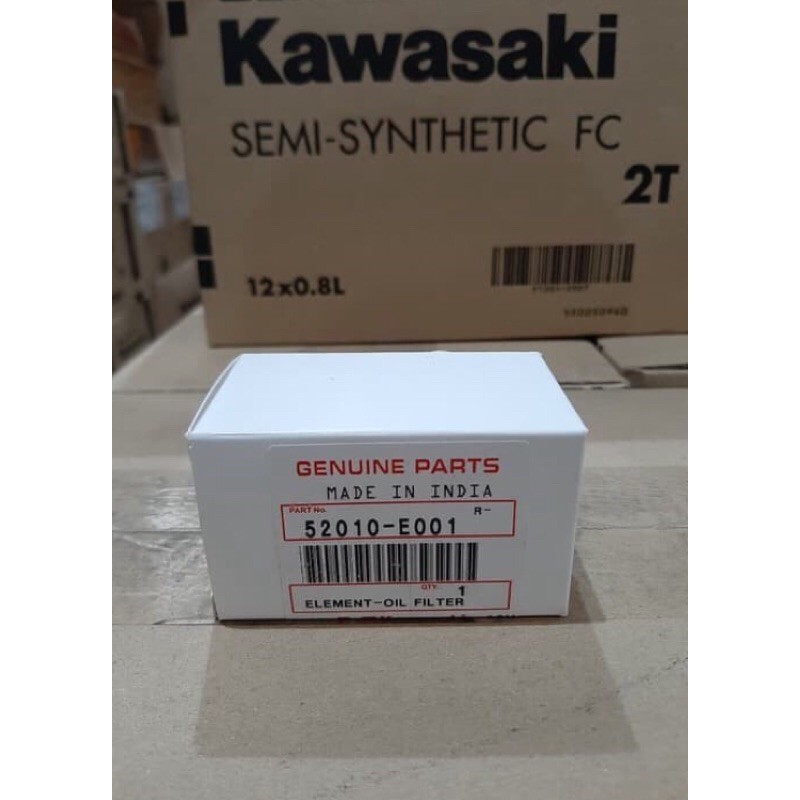 Kawasaki
SEMI-SYNTHETIC FC
2T
12x0.8L
GENUINE PARTS
MADE IN INDIA
PART No.
R-
52010-E001
QTY. 1
ELEMENT-OIL FILTER